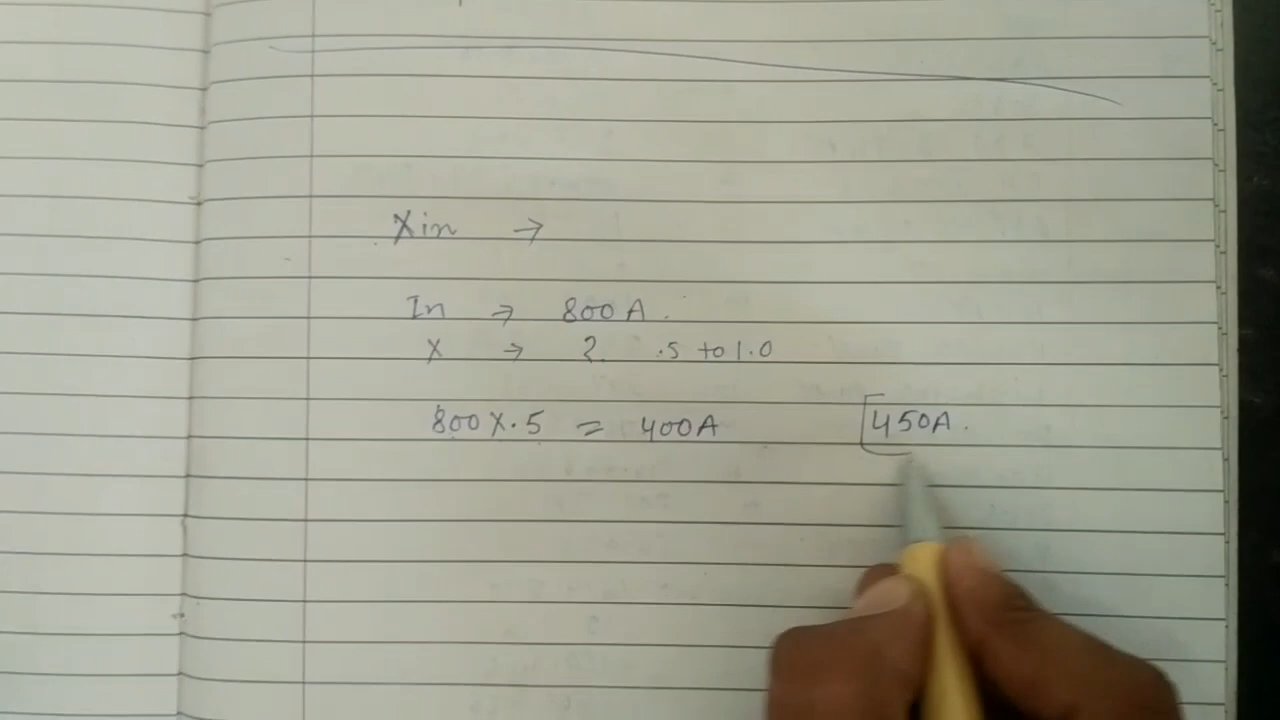 Xin →
In → 800 A.
X → ? .5 to 1.0
800 X .5 = 400A 450A.